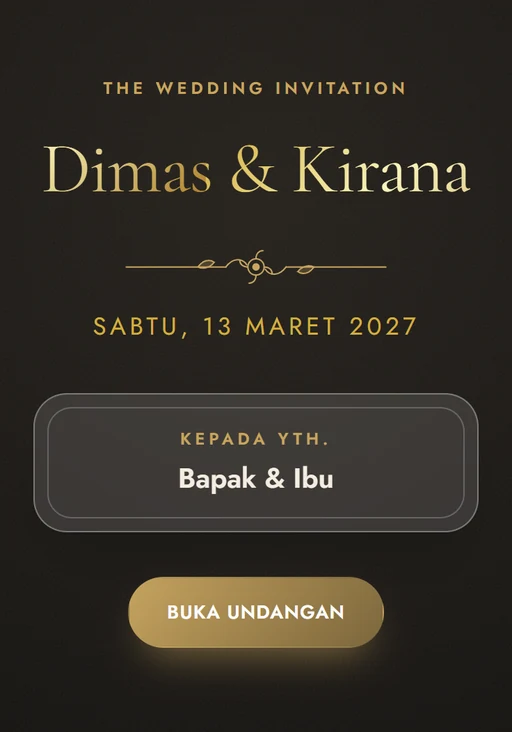 THE WEDDING INVITATION
Dimas & Kirana
SABTU, 13 MARET 2027
KEPADA YTH.
Bapak & Ibu
BUKA UNDANGAN